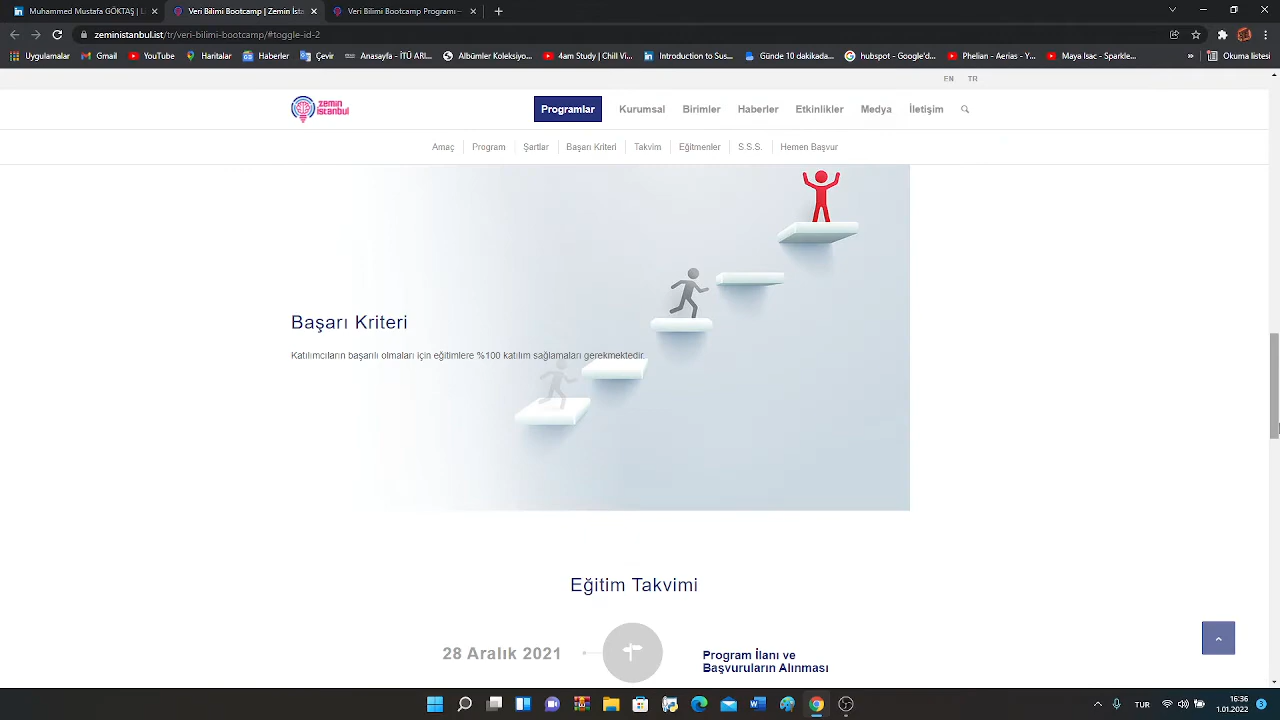 Muhammed Mustafa GÖKTAŞ | L
Veri Bilimi Bootcamp | Zemin İst
Veri Bilimi Bootcamp -
zeministanbul.ist/tr/veri-bilimi-bootcamp/#toggle-id-2
Uygulamalar
Gmail
YouTube
Haritalar
Haberler
Çevir
Anasayfa - İTÜ ARI...
Albümler Koleksiyo...
4am Study | Chill Vi...
Introduction to Sus...
Günde 10 dakikada...
hubspot - Google'd...
Phelian - Aerias - Y...
Maya Isac - Sparkle...
»
Okuma listesi
EN
TR
zemin
istanbul
Programlar
Kurumsal
Birimler
Haberler
Etkinlikler
Medya
İletişim
Amaç
Program
Şartlar
Başarı Kriteri
Takvim
Eğitmenler
S.S.S.
Hemen Başvur
Başarı Kriteri
Katılımcıların başarılı olmaları için eğitimlere %100 katılım sağlamaları gerekmektedir.
Eğitim Takvimi
28 Aralık 2021
Program İlanı ve
Başvuruların Alınması
TUR
16:36
1.01.2022
3